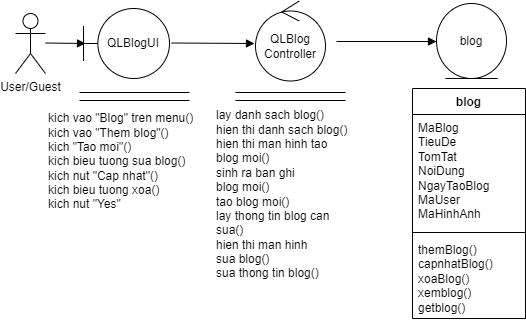 User/Guest
QLBlogUI
QLBlog
Controller
blog
kich vao "Blog" tren menu()
kich vao "Them blog"()
kich "Tao moi"()
kich bieu tuong sua blog()
kich nut "Cap nhat"()
kich bieu tuong xoa()
kich nut "Yes"
lay danh sach blog()
hien thi danh sach blog()
hien thi man hinh tao
blog moi()
sinh ra ban ghi
blog moi()
tao blog moi()
lay thong tin blog can
sua()
hien thi man hinh
sua blog()
sua thong tin blog()
blog
MaBlog
TieuDe
TomTat
NoiDung
NgayTaoBlog
MaUser
MaHinhAnh
themBlog()
capnhatBlog()
xoaBlog()
xemblog()
getblog()